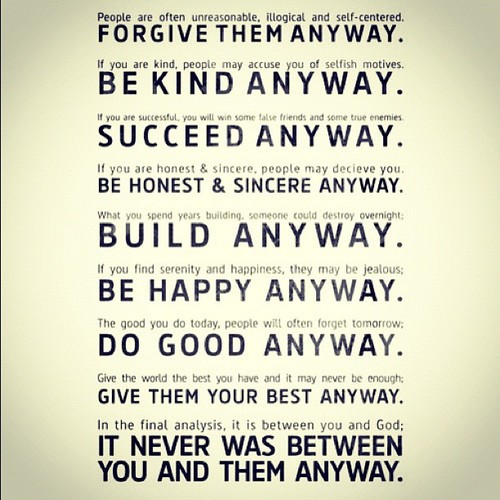 People are often unreasonable, illogical and self-centered.
FORGIVE THEM ANYWAY.
If you are kind, people may accuse you of selfish motives.
BE KIND ANYWAY.
If you are successful, you will win some false friends and some true enemies.
SUCCEED ANYWAY.
If you are honest & sincere, people may decieve you.
BE HONEST & SINCERE ANYWAY.
What you spend years building, someone could destroy overnight;
BUILD ANYWAY.
If you find serenity and happiness, they may be jealous;
BE HAPPY ANYWAY.
The good you do today, people will often forget tomorrow;
DO GOOD ANYWAY.
Give the world the best you have and it may never be enough;
GIVE THEM YOUR BEST ANYWAY.
In the final analysis, it is between you and God;
IT NEVER WAS BETWEEN
YOU AND THEM ANYWAY.